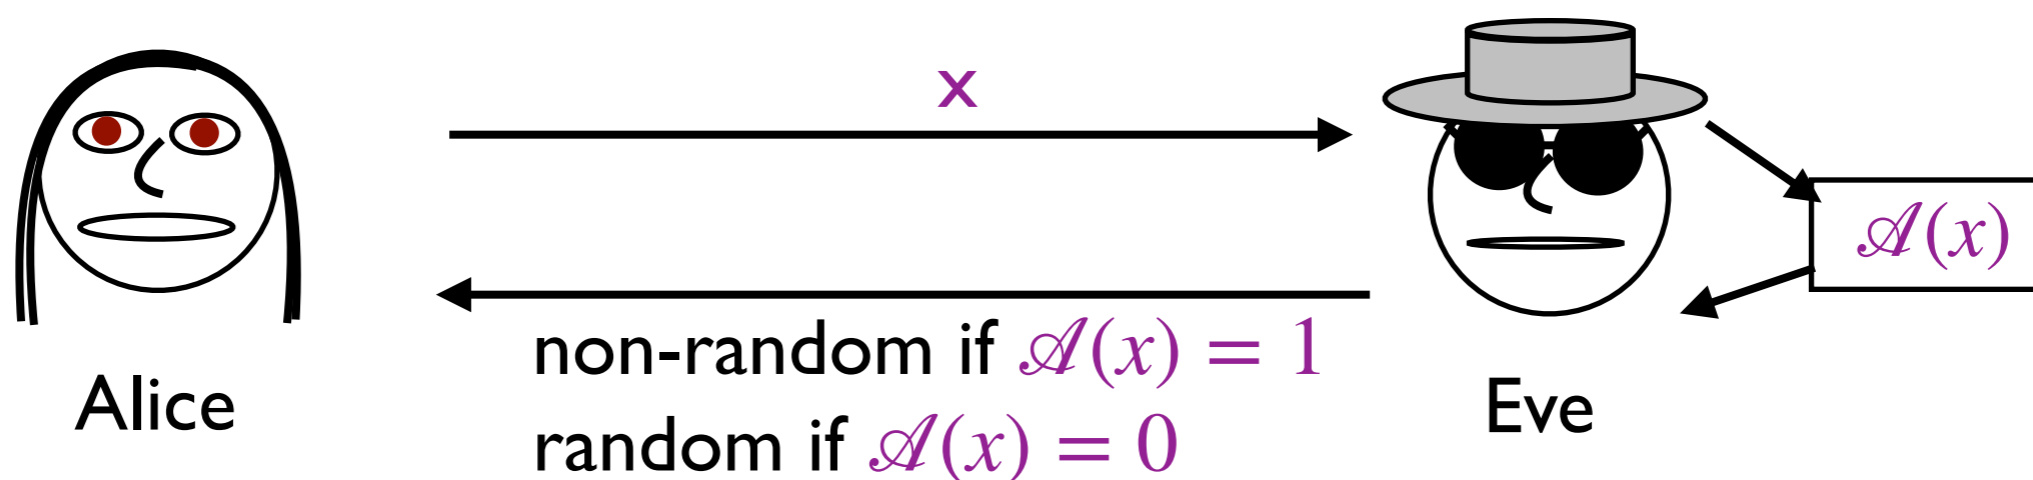 x
𝒜(x)
non-random if 𝒜(x) = 1
random if 𝒜(x) = 0
Alice
Eve